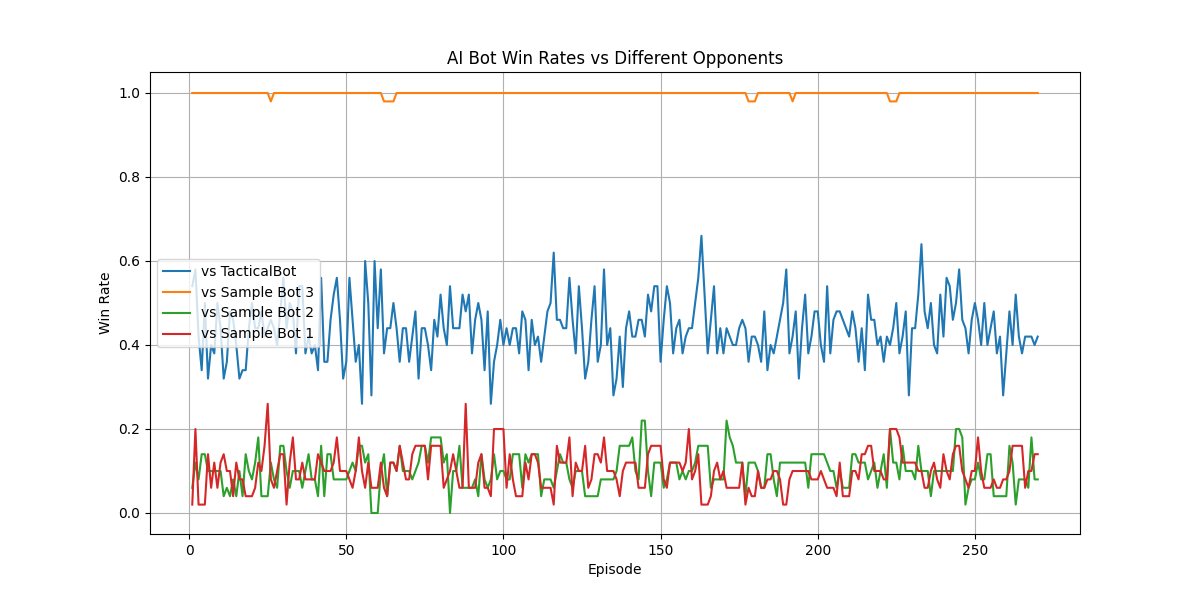 AI Bot Win Rates vs Different Opponents
1.0
0.8
0.6
0.4
0.2
0.0
Win Rate
vs TacticalBot
vs Sample Bot 3
vs Sample Bot 2
vs Sample Bot 1
0 50 100 150 200 250
Episode